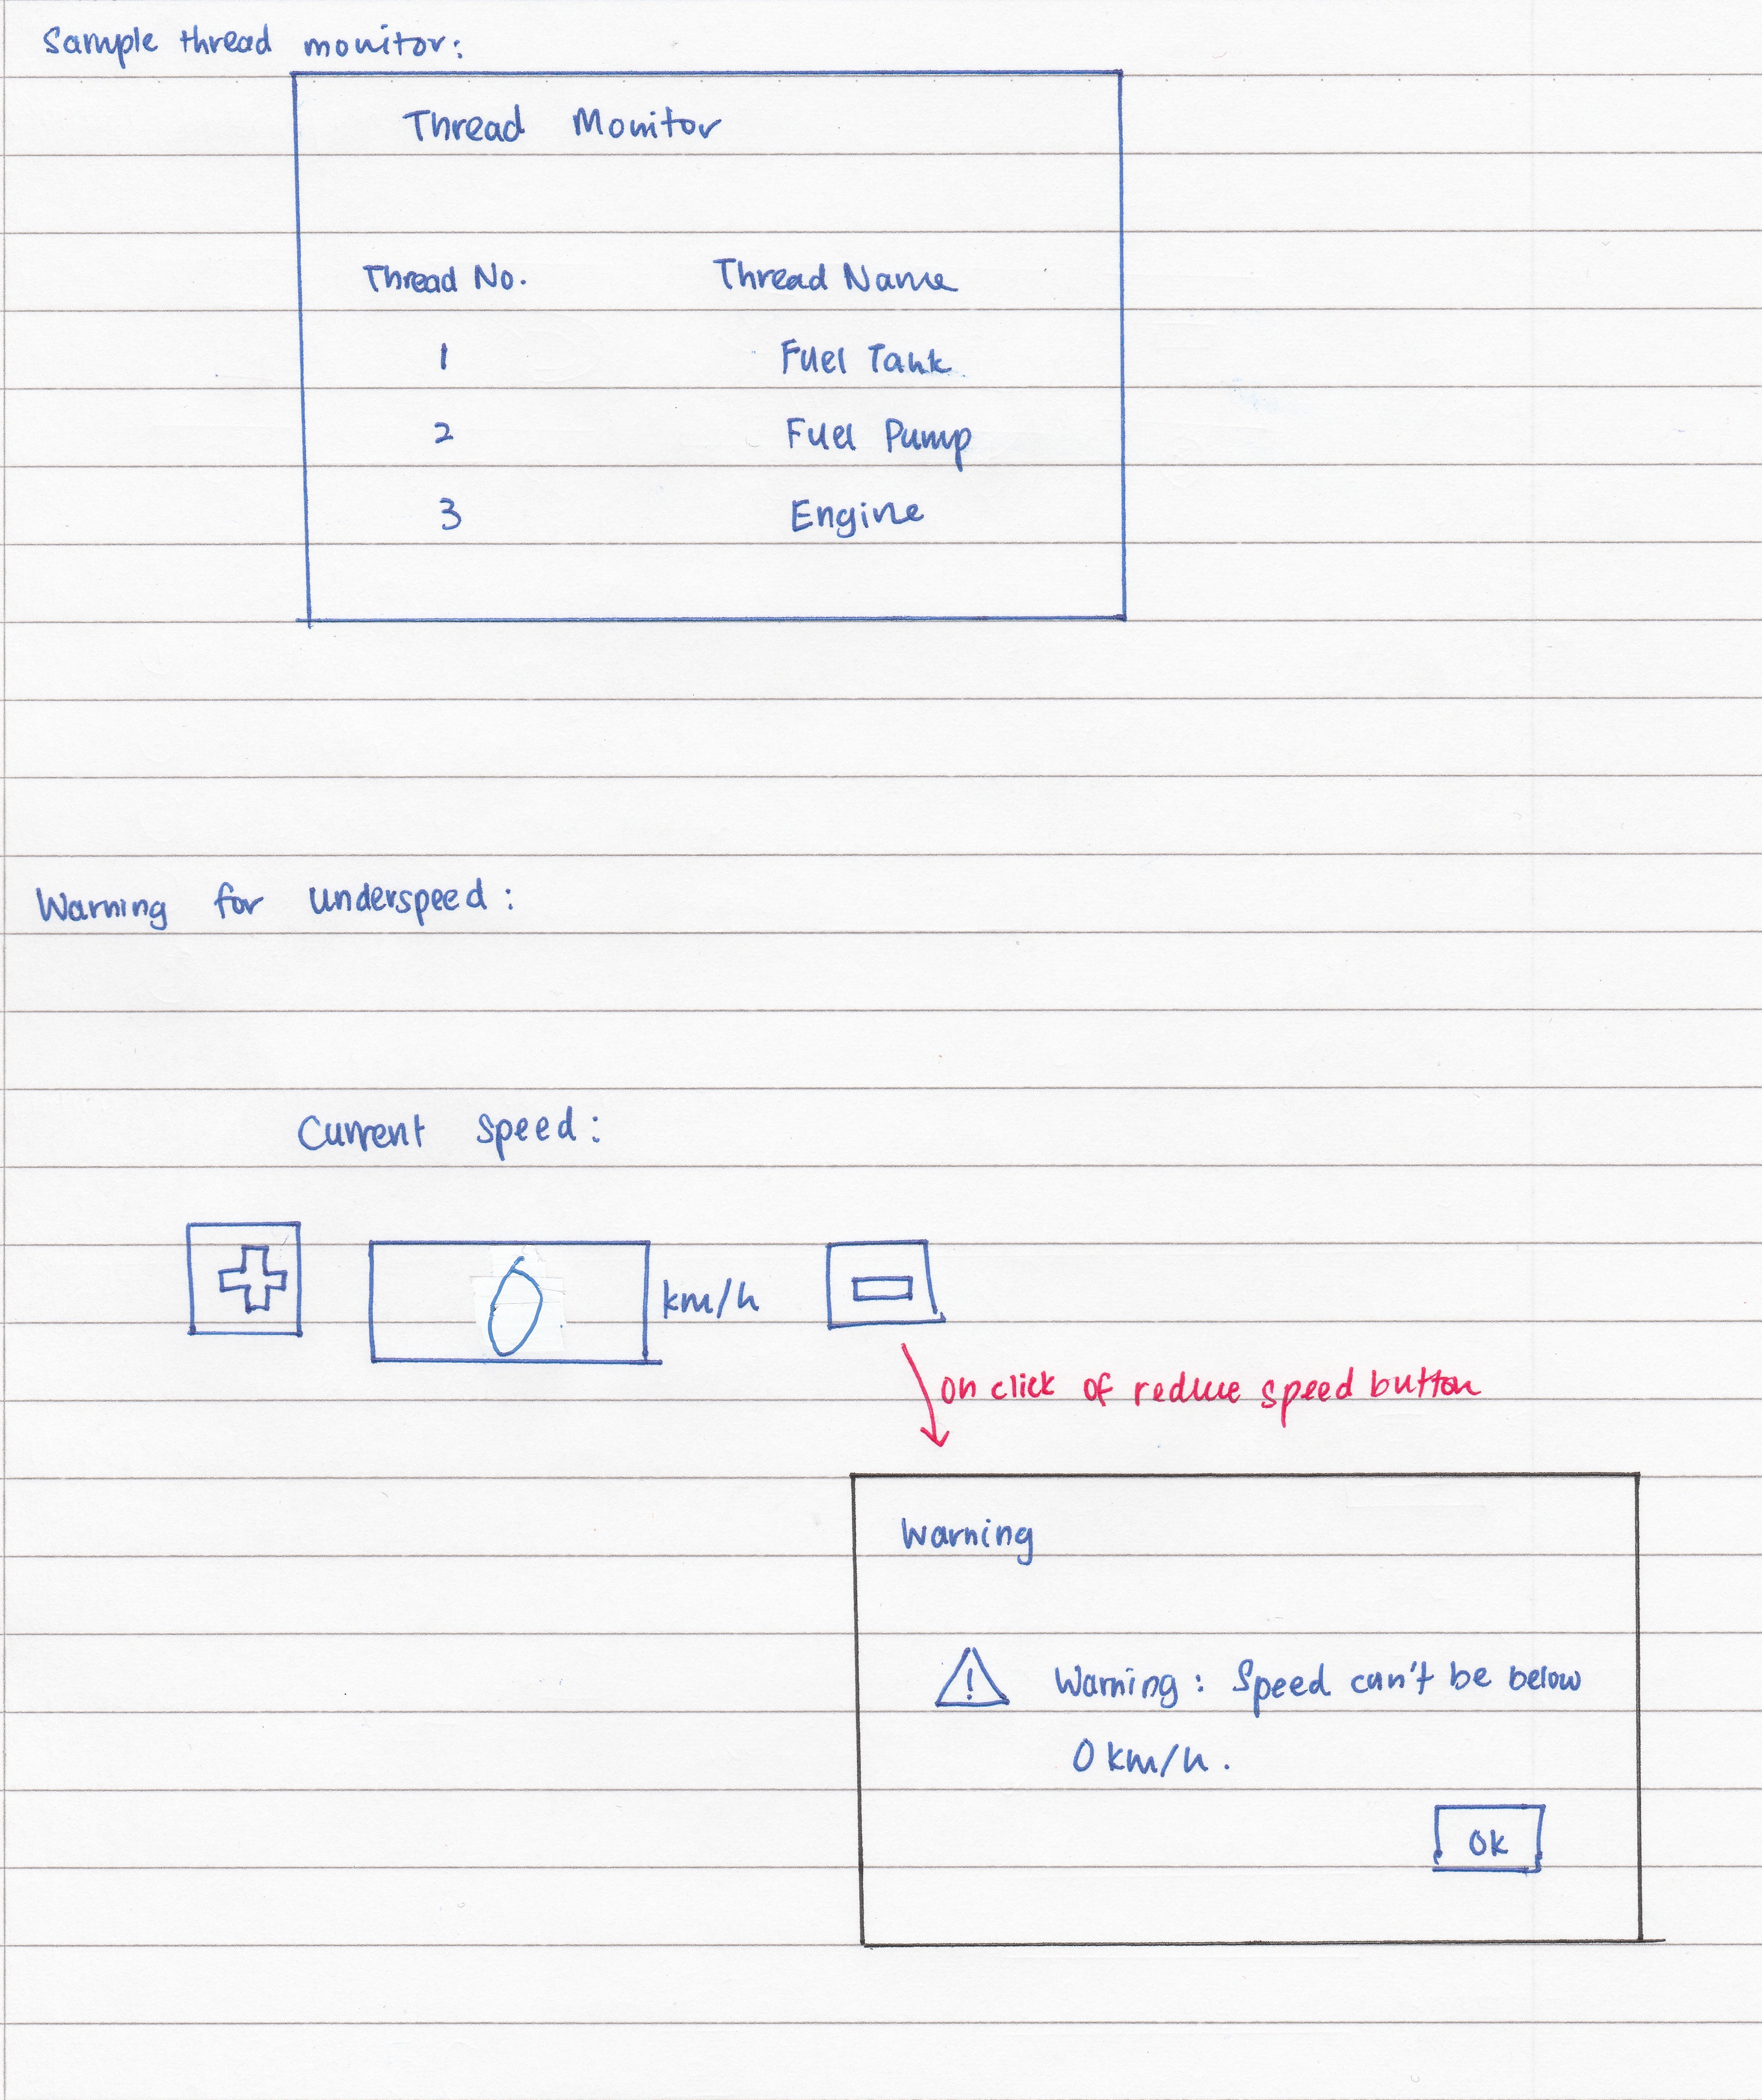 Sample thread monitor:
Thread Monitor
Thread No. Thread Name
1 Fuel Tank
2 Fuel Pump
3 Engine
Warning for underspeed:
Current speed:
0 km/h
on click of reduce speed button
Warning
! Warning: Speed can't be below
0 km/h.
Ok